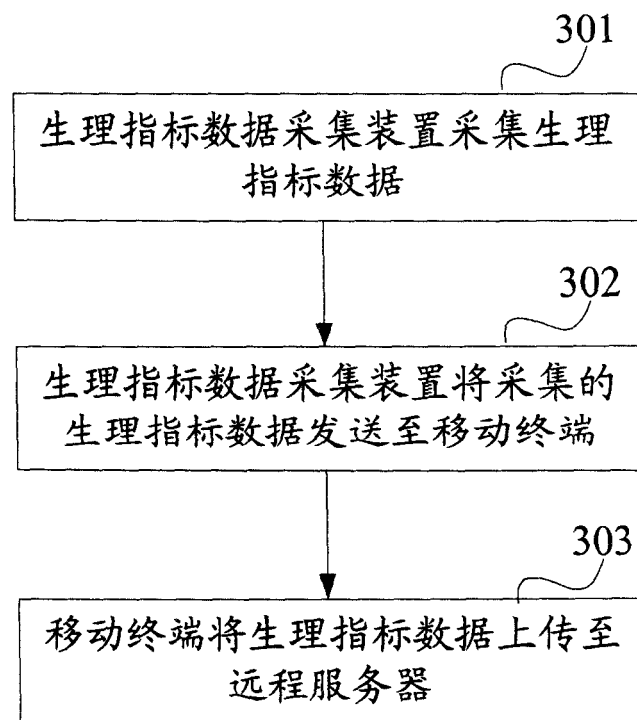 301
生理指标数据采集装置采集生理
指标数据
302
生理指标数据采集装置将采集的
生理指标数据发送至移动终端
303
移动终端将生理指标数据上传至
远程服务器